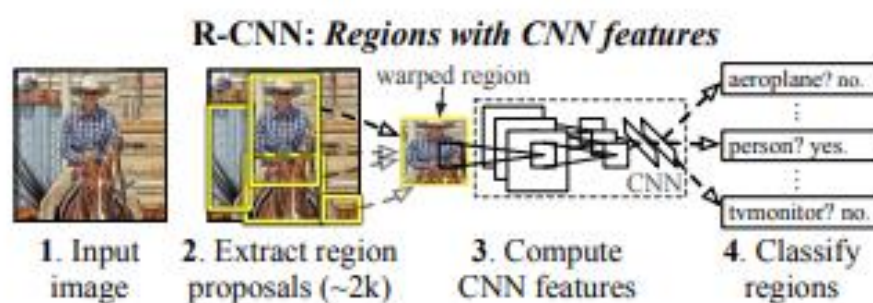 R-CNN: Regions with CNN features
warped region
aeroplane? no.
⋮
person? yes.
⋮
tvmonitor? no.
CNN
1. Input
image
2. Extract region
proposals (~2k)
3. Compute
CNN features
4. Classify
regions